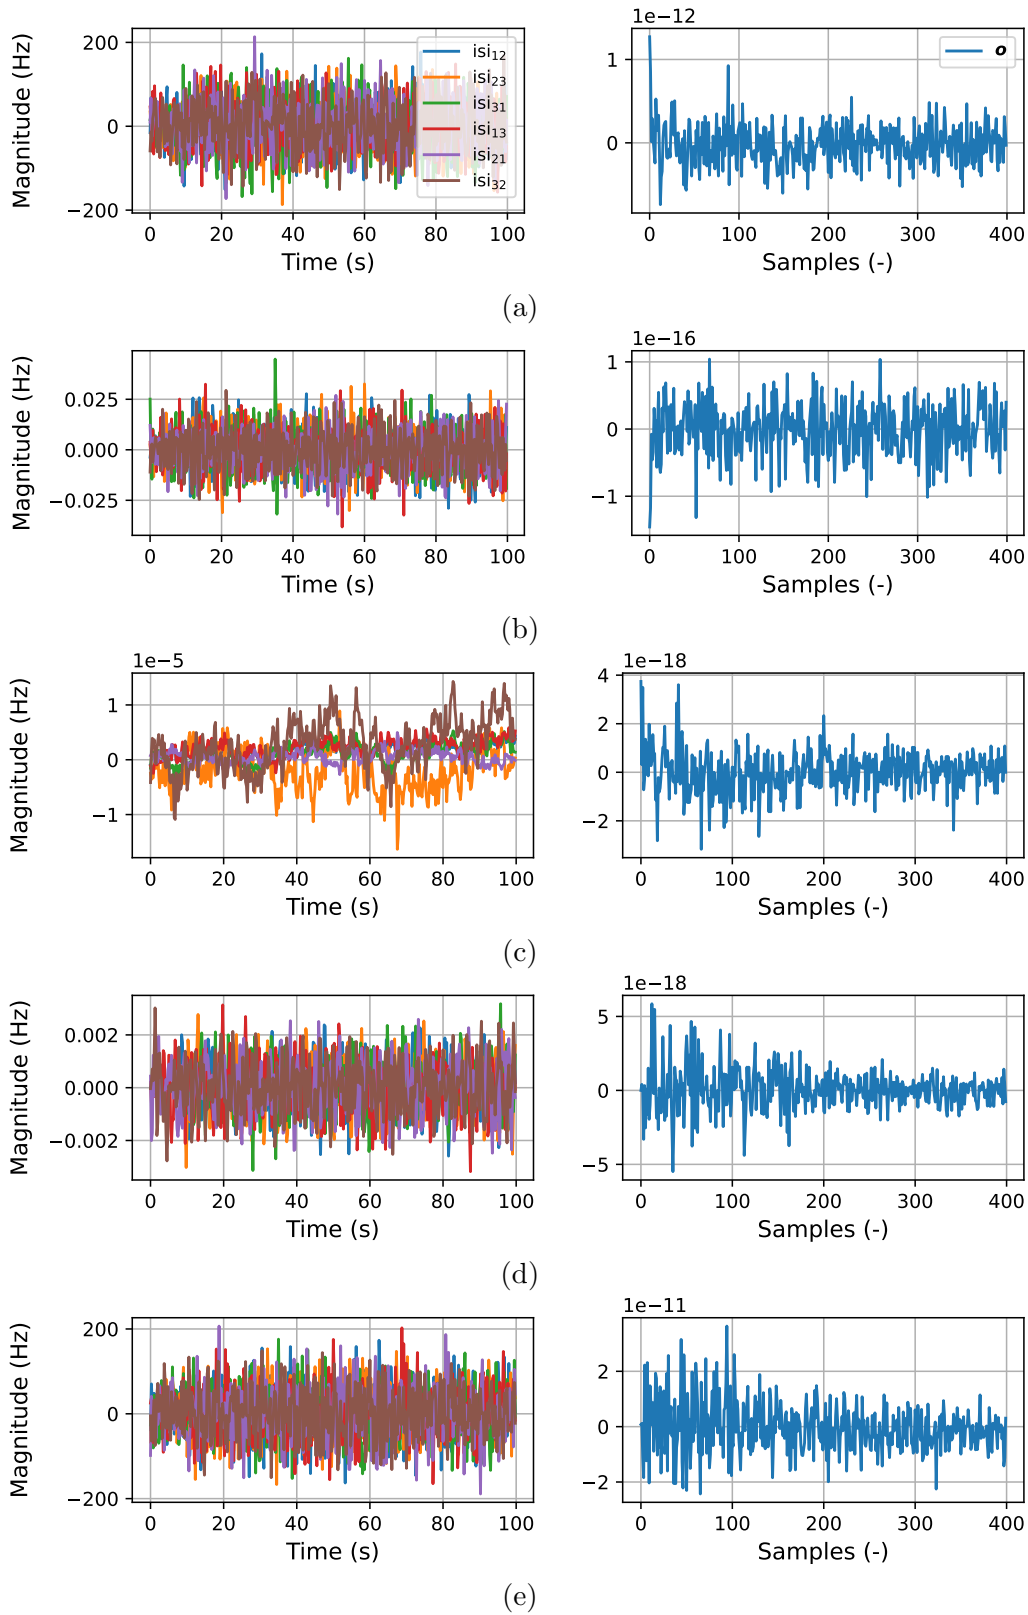 1e−12
Magnitude (Hz)
200
0
−200
isi12
isi23
isi31
isi13
isi21
isi32
0 20 40 60 80 100
Time (s)
1
0
o
0 100 200 300 400
Samples (-)
(a)
1e−16
Magnitude (Hz)
0.025
0.000
−0.025
0 20 40 60 80 100
Time (s)
1
0
−1
0 100 200 300 400
Samples (-)
(b)
1e−5
1e−18
Magnitude (Hz)
1
0
−1
0 20 40 60 80 100
Time (s)
4
2
0
−2
0 100 200 300 400
Samples (-)
(c)
1e−18
Magnitude (Hz)
0.002
0.000
−0.002
0 20 40 60 80 100
Time (s)
5
0
−5
0 100 200 300 400
Samples (-)
(d)
1e−11
Magnitude (Hz)
200
0
−200
0 20 40 60 80 100
Time (s)
2
0
−2
0 100 200 300 400
Samples (-)
(e)